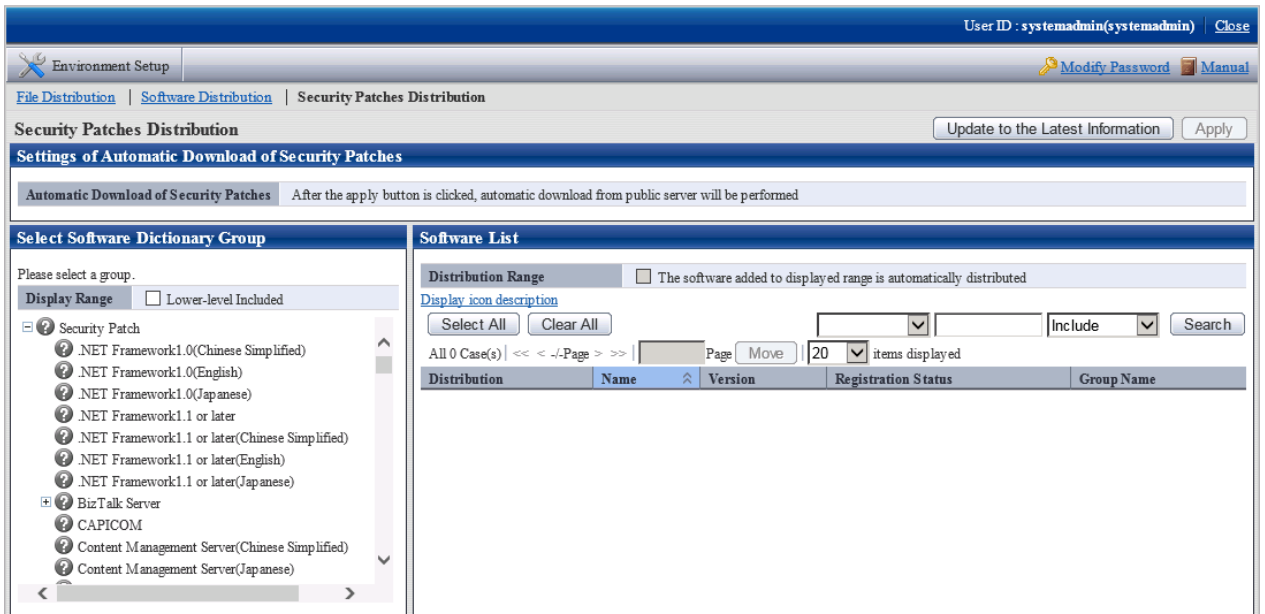 User ID : systemadmin(systemadmin) Close
Environment Setup Modify Password Manual
File Distribution | Software Distribution | Security Patches Distribution
Security Patches Distribution Update to the Latest Information Apply
Settings of Automatic Download of Security Patches
Automatic Download of Security Patches After the apply button is clicked, automatic download from public server will be performed
Select Software Dictionary Group
Please select a group.
Display Range Lower-level Included
Security Patch
.NET Framework1.0(Chinese Simplified)
.NET Framework1.0(English)
.NET Framework1.0(Japanese)
.NET Framework1.1 or later
.NET Framework1.1 or later(Chinese Simplified)
.NET Framework1.1 or later(English)
.NET Framework1.1 or later(Japanese)
BizTalk Server
CAPICOM
Content Management Server(Chinese Simplified)
Content Management Server(Japanese)
Software List
Distribution Range The software added to displayed range is automatically distributed
Display icon description
Select All Clear All Include Search
All 0 Case(s) | << < -/-Page > >> | Page Move | 20 items displayed
Distribution Name Version Registration Status Group Name